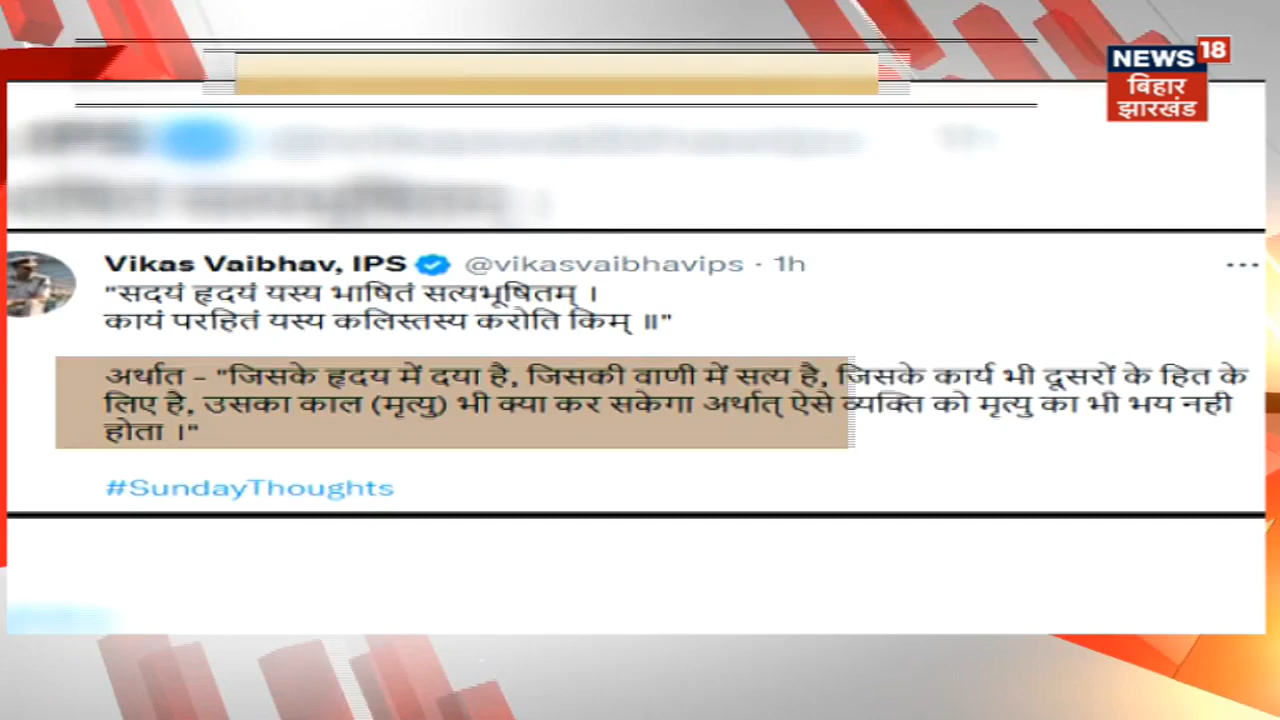 NEWS 18
बिहार
झारखंड
Vikas Vaibhav, IPS @vikasvaibhavips · 1h
"सदयं हृदयं यस्य भाषितं सत्यभूषितम् ।
कायं परहितं यस्य कलिस्तस्य करोति किम् ॥"
अर्थात - "जिसके हृदय में दया है, जिसकी वाणी में सत्य है, जिसके कार्य भी दूसरों के हित के
लिए है, उसका काल (मृत्यु) भी क्या कर सकेगा अर्थात् ऐसे व्यक्ति को मृत्यु का भी भय नही
होता ।"
#SundayThoughts